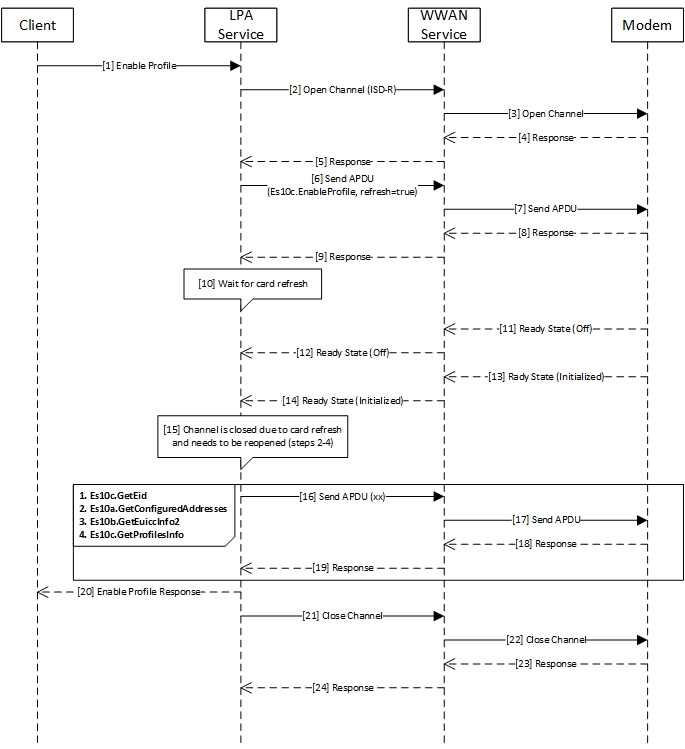 Client
LPA
Service
WWAN
Service
Modem
[1] Enable Profile
[2] Open Channel (ISD-R)
[3] Open Channel
[4] Response
[5] Response
[6] Send APDU
(Es10c.EnableProfile, refresh=true)
[7] Send APDU
[8] Response
[9] Response
[10] Wait for card refresh
[11] Ready State (Off)
[12] Ready State (Off)
[13] Rady State (Initialized)
[14] Ready State (Initialized)
[15] Channel is closed due to card refresh
and needs to be reopened (steps 2-4)
1. Es10c.GetEid
2. Es10a.GetConfiguredAddresses
3. Es10b.GetEuiccInfo2
4. Es10c.GetProfilesInfo
[16] Send APDU (xx)
[17] Send APDU
[18] Response
[19] Response
[20] Enable Profile Response
[21] Close Channel
[22] Close Channel
[23] Response
[24] Response